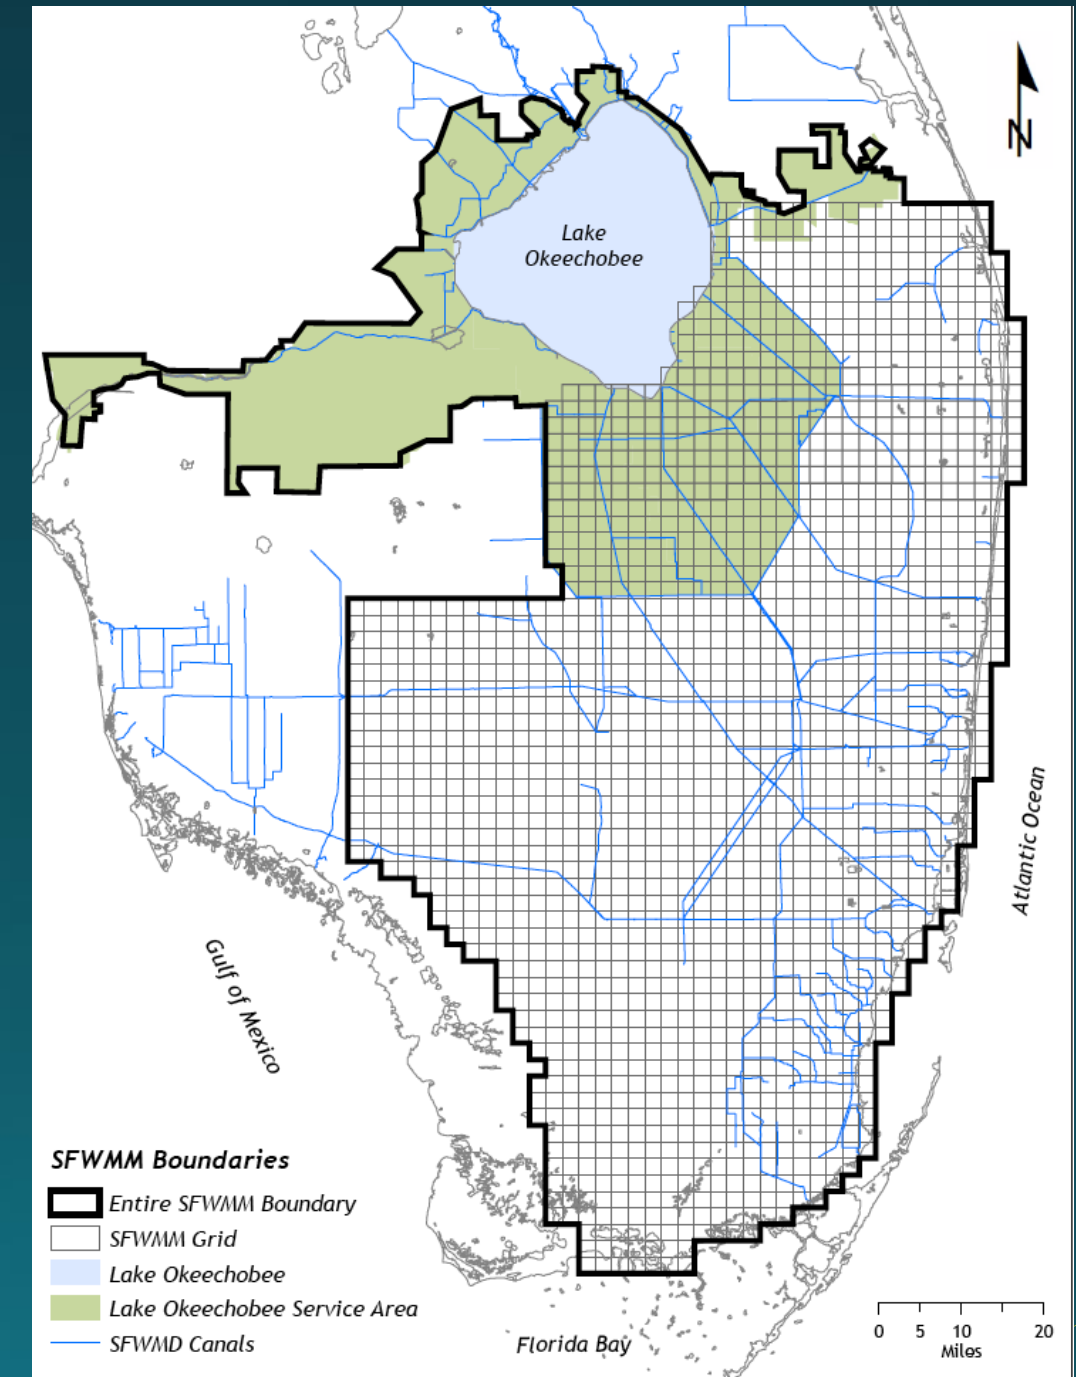 N
Lake
Okeechobee
Atlantic Ocean
Gulf of Mexico
SFWMM Boundaries
Entire SFWMM Boundary
SFWMM Grid
Lake Okeechobee
Lake Okeechobee Service Area
SFWMD Canals
Florida Bay
0 5 10 20
Miles